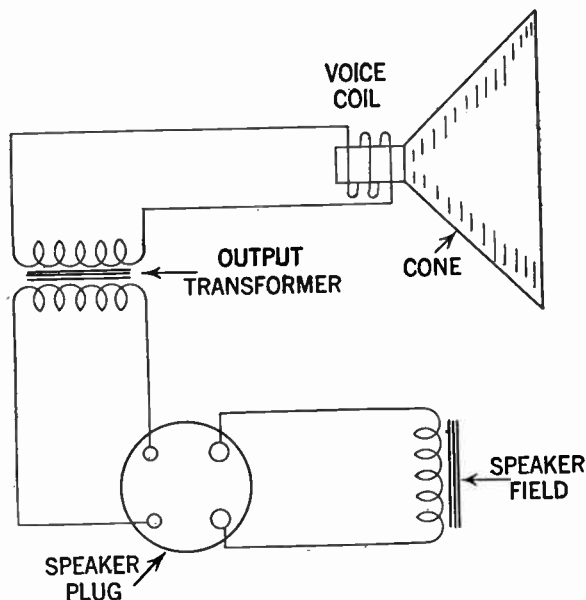 VOICE
COIL
OUTPUT
TRANSFORMER
CONE
SPEAKER
FIELD
SPEAKER
PLUG